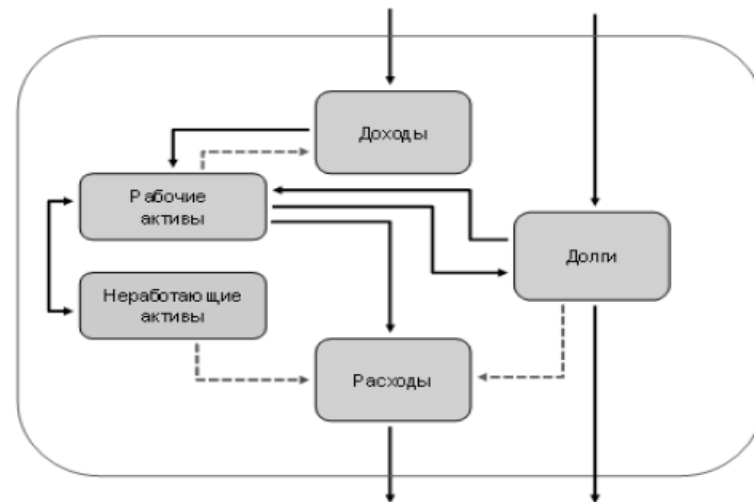 Доходы
Рабочие
активы
Долги
Неработающие
активы
Расходы